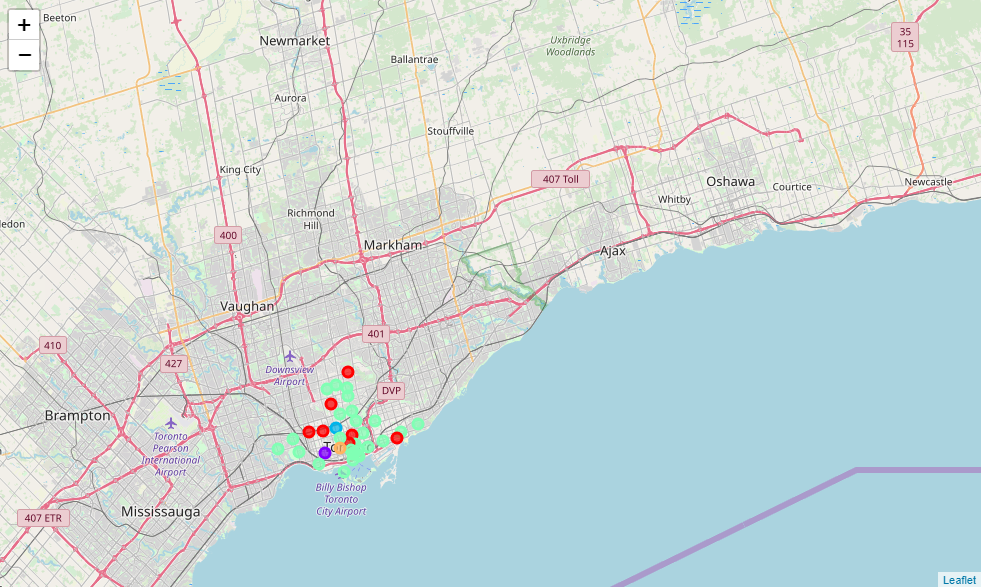 +
−
Beeton
Newmarket
Ballantrae
Uxbridge
Woodlands
35
115
Aurora
Stouffville
King City
407 Toll
Oshawa
Courtice
Newcastle
Whitby
Richmond
Hill
ledon
400
Markham
Ajax
Vaughan
401
410
427
Downsview
Airport
DVP
Brampton
Toronto
Pearson
International
Airport
To
Billy Bishop
Toronto
City Airport
Mississauga
407 ETR
Leaflet